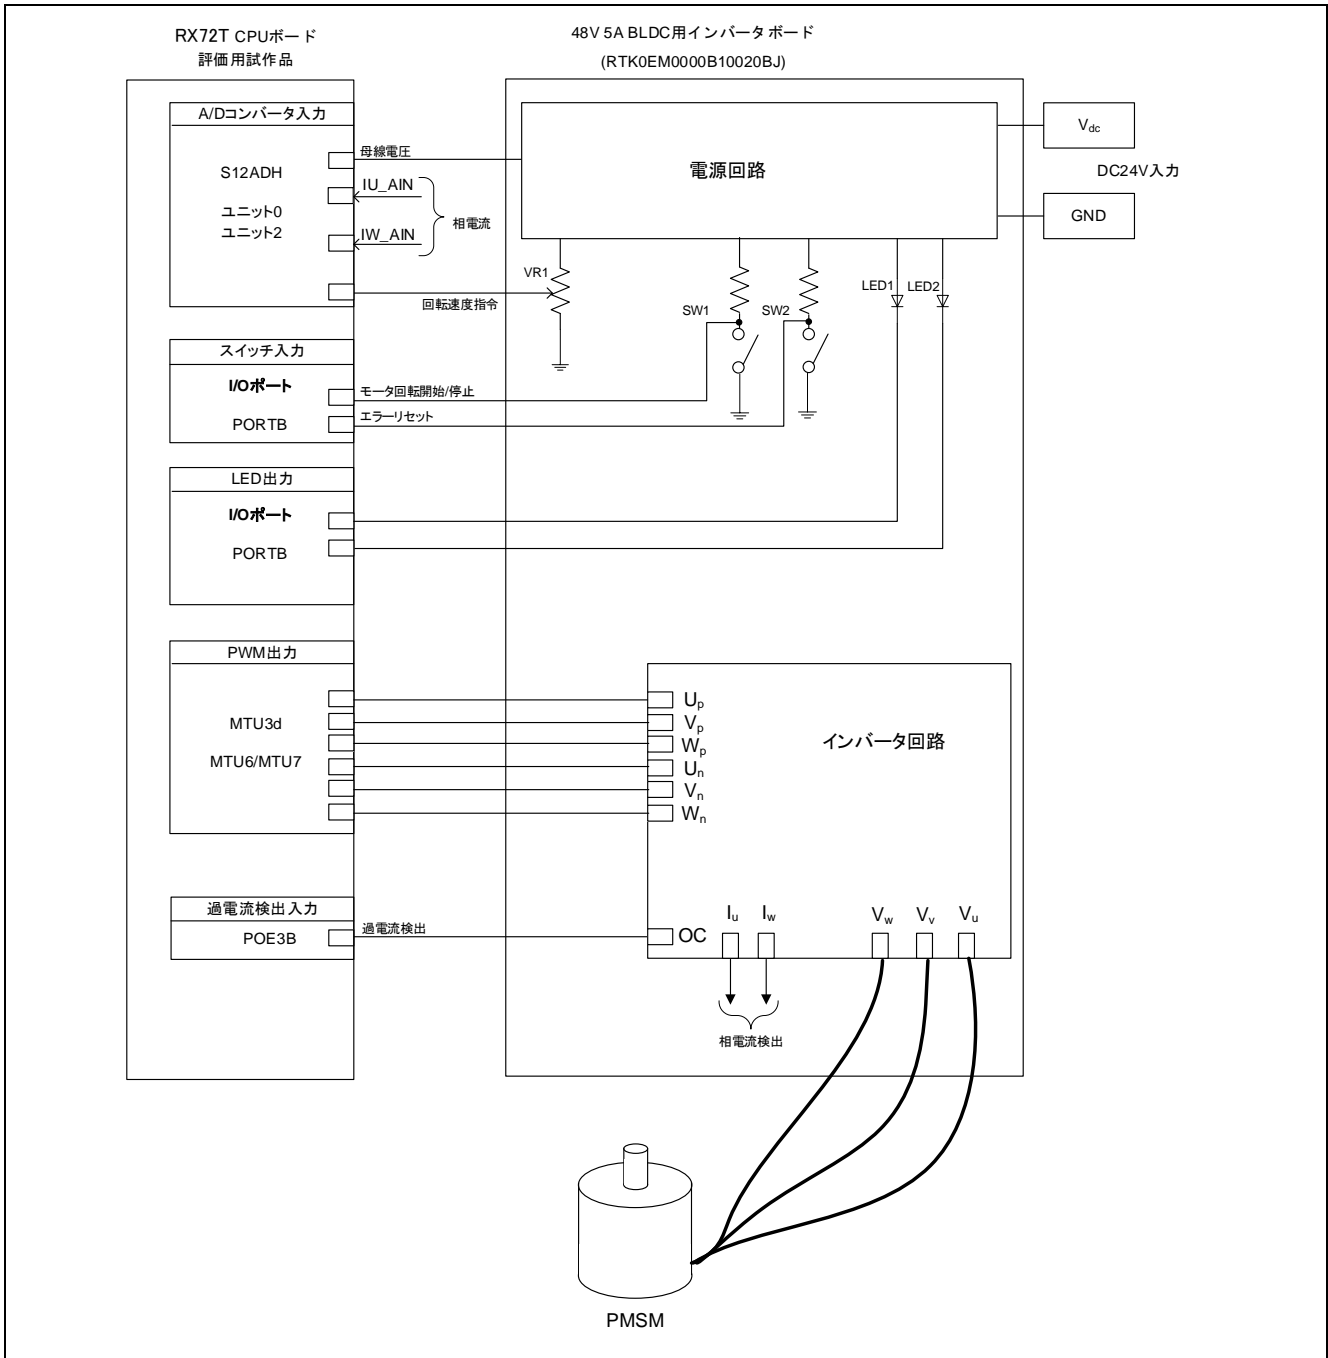 RX72T CPUボード
評価用試作品
48V 5A BLDC用インバータボード
(RTK0EM0000B10020BJ)
A/Dコンバータ入力
S12ADH
ユニット0
ユニット2
母線電圧
IU_AIN
IW_AIN
相電流
回転速度指令
電源回路
Vdc
DC24V入力
GND
VR1
SW1
SW2
LED1
LED2
スイッチ入力
I/Oポート
PORTB
モータ回転開始/停止
エラーリセット
LED出力
I/Oポート
PORTB
PWM出力
MTU3d
MTU6/MTU7
Up
Vp
Wp
Un
Vn
Wn
インバータ回路
過電流検出入力
POE3B
過電流検出
OC
Iu
Iw
Vw
Vv
Vu
相電流検出
PMSM